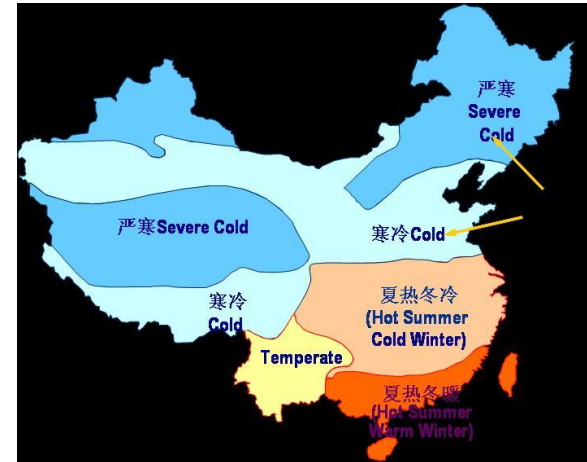 严寒
Severe
Cold
严寒Severe Cold
寒冷Cold
寒冷
Cold
夏热冬冷
(Hot Summer
Cold Winter)
Temperate
夏热冬暖
(Hot Summer
Warm Winter)